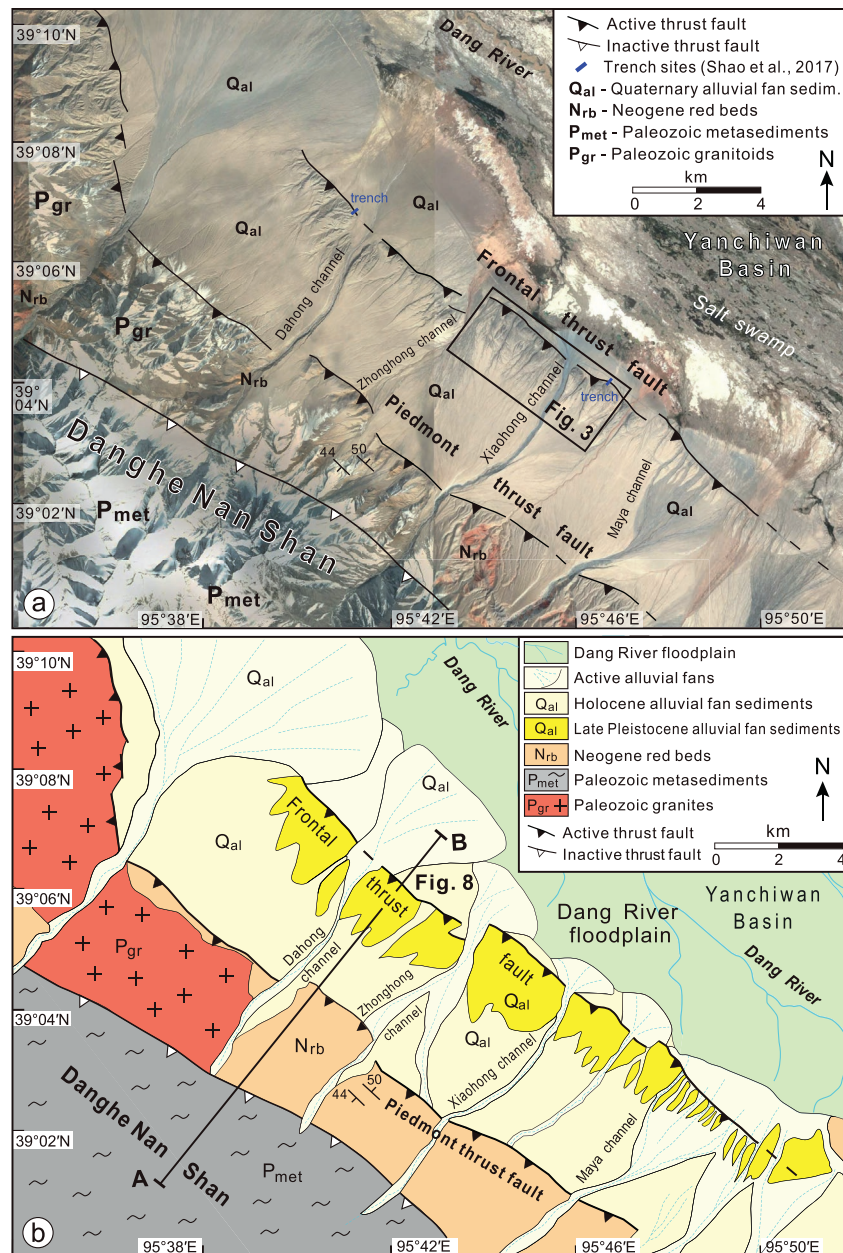 39°10′N
39°08′N
39°06′N
39°
04′N
39°02′N
Dang River
Active thrust fault
Inactive thrust fault
Trench sites (Shao et al., 2017)
Qal - Quaternary alluvial fan sedim.
Nrb - Neogene red beds
Pmet - Paleozoic metasediments
Pgr - Paleozoic granitoids
km
0 2 4
N
Qal
Pgr
trench
Qal
Qal
Yanchiwan
Basin
Salt swamp
Frontal thrust fault
Nrb
Pgr
Dahong channel
Zhonghong channel
Nrb
Qal
Xiaohong channel
trench
Fig. 3
Piedmont thrust fault
44 50
Danghe Nan Shan
Pmet
Maya channel
Qal
Nrb
Pmet
a
95°38′E
95°42′E
95°46′E
95°50′E
39°10′N
39°08′N
39°06′N
39°04′N
39°02′N
Dang River
Dang River floodplain
Active alluvial fans
Qal Holocene alluvial fan sediments
Qal Late Pleistocene alluvial fan sediments
Nrb Neogene red beds
Pmet Paleozoic metasediments
Pgr Paleozoic granites
Active thrust fault
Inactive thrust fault
N
km
0 2 4
Qal
Qal
Qal
Frontal thrust fault
B
Fig. 8
Yanchiwan
Basin
Dang River
floodplain
Dang River
Pgr
Dahong
channel
Zhonghong
channel
Qal
Qal
Nrb
Xiaohong channel
50
44
Piedmont thrust fault
Maya channel
Danghe Nan Shan
A
Pmet
b
95°38′E
95°42′E
95°46′E
95°50′E